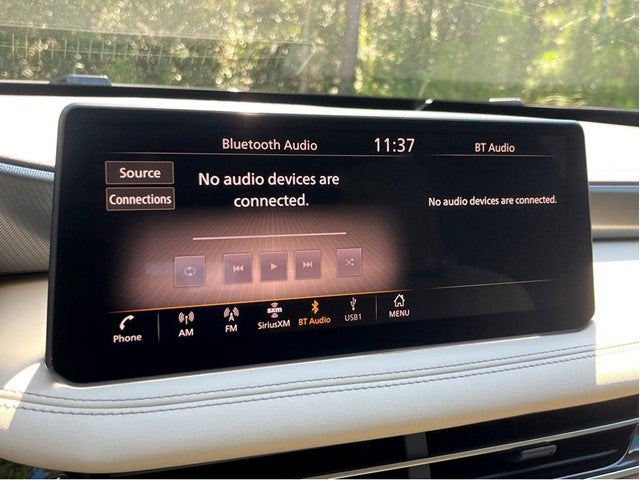 Bluetooth Audio 11:37 BT Audio
Source
Connections
No audio devices are
connected.
No audio devices are connected.
Phone AM FM SiriusXM BT Audio USB1 MENU